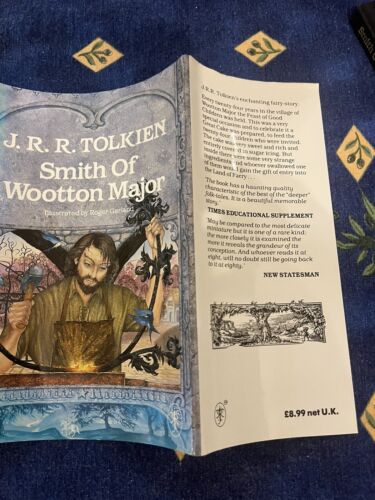 J. R. R. TOLKIEN
Smith Of
Wootton Major
Illustrated by Roger
J.R.R. Tolkien's enchanting fairy-story.
Every twenty-four years in the village of
Wootton Major the Feast of Good
Children was held. This was a very
special occasion and to celebrate it a
Great Cake was prepared, to feed the
twenty-four children who were invited.
The cake was very sweet and rich and
entirely covered in sugar icing. But
inside there were some very strange
ingredients and whoever swallowed one
of them would gain the gift of entry into
the Land of Faery . . .
'The book has a haunting quality
characteristic of the best of the "deeper"
folk-tales. It is a beautiful memorable
story.'
TIMES EDUCATIONAL SUPPLEMENT
'May be compared to the most delicate
miniature but it is one of a rare kind:
the more closely it is examined the
more it reveals the grandeur of its
conception. And whoever reads it at
eight, will no doubt still be going back
to it at eighty.'
NEW STATESMAN
£8.99 net U.K.